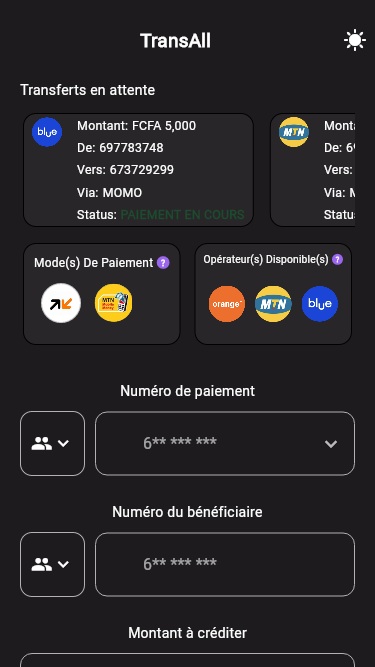 TransAll
Transferts en attente
blue
Montant: FCFA 5,000
De: 697783748
Vers: 673729299
Via: MOMO
Status: PAIEMENT EN COURS
MTN
De:
Vers:
Via:
Mode(s) De Paiement ?
MTN
Opérateur(s) Disponible(s) ?
orange
MTN
blue
Numéro de paiement
6** *** ***
Numéro du bénéficiaire
6** *** ***
Montant à créditer